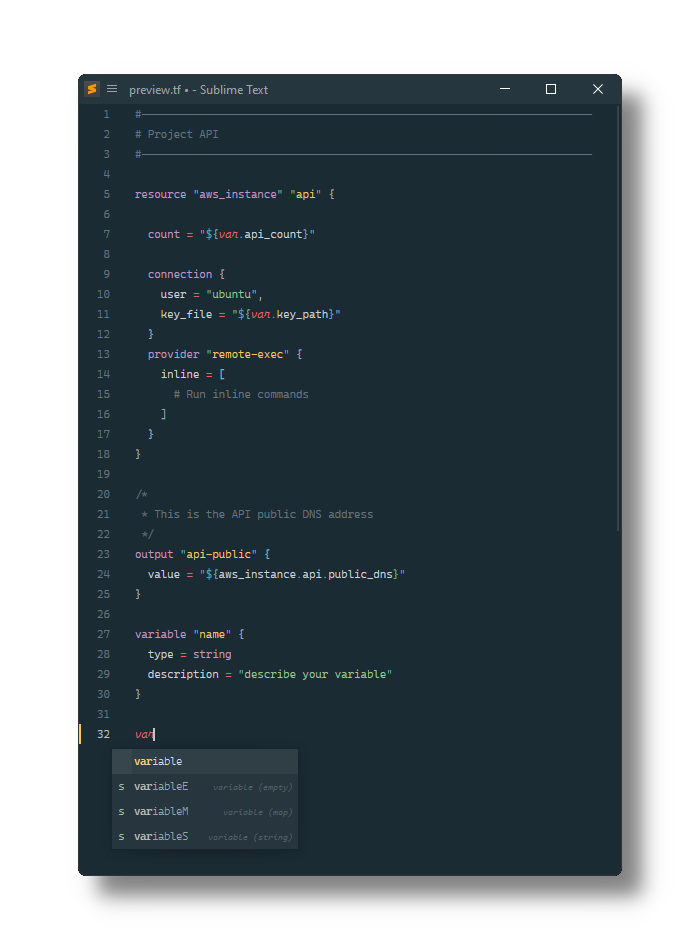 preview.tf • - Sublime Text
1 #
2 # Project API
3 #
4
5 resource "aws_instance" "api" {
6
7 count = "${var.api_count}"
8
9 connection {
10 user = "ubuntu",
11 key_file = "${var.key_path}"
12 }
13 provider "remote-exec" {
14 inline = [
15 # Run inline commands
16 ]
17 }
18 }
19
20 /*
21 * This is the API public DNS address
22 */
23 output "api-public" {
24 value = "${aws_instance.api.public_dns}"
25 }
26
27 variable "name" {
28 type = string
29 description = "describe your variable"
30 }
31
32 var
variable
s variableE variable (empty)
s variableM variable (map)
s variableS variable (string)